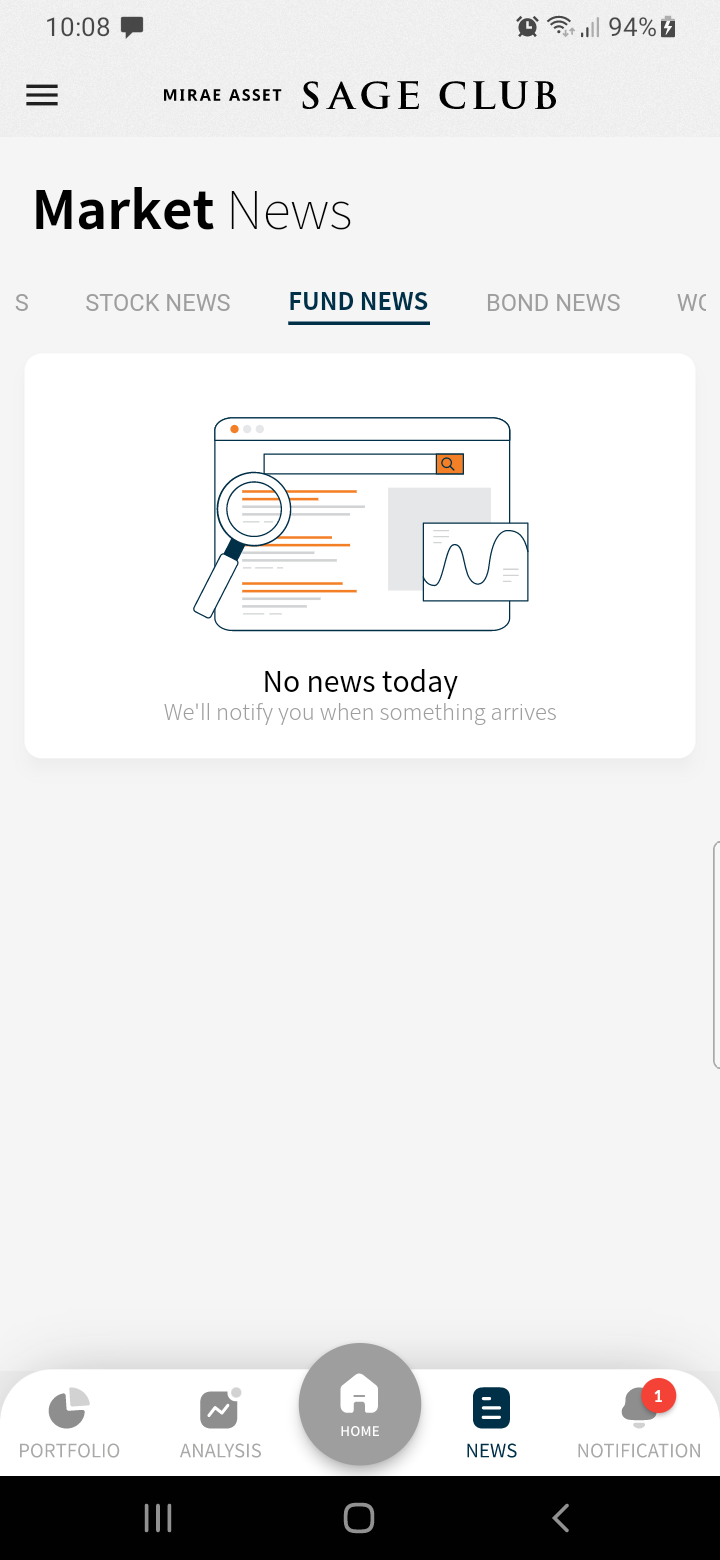 10:08 94%
MIRAE ASSET SAGE CLUB
Market News
S STOCK NEWS FUND NEWS BOND NEWS WO
No news today
We'll notify you when something arrives
PORTFOLIO ANALYSIS HOME NEWS 1 NOTIFICATION